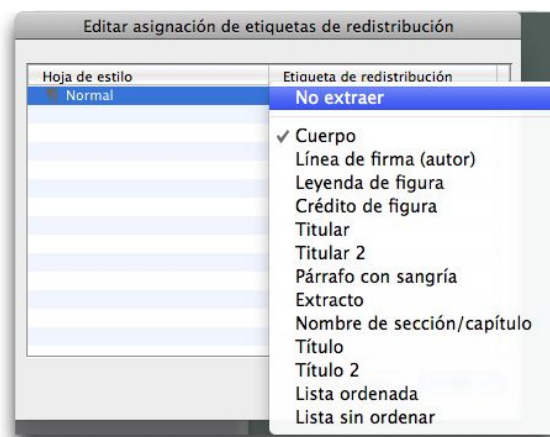 Editar asignación de etiquetas de redistribución
Hoja de estilo
Etiqueta de redistribución
Normal
No extraer
Cuerpo
Línea de firma (autor)
Leyenda de figura
Crédito de figura
Titular
Titular 2
Párrafo con sangría
Extracto
Nombre de sección/capítulo
Título
Título 2
Lista ordenada
Lista sin ordenar